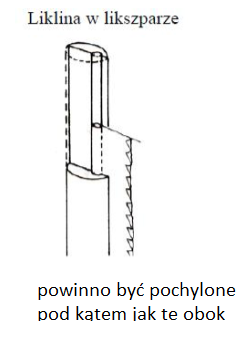 Liklina w likszparze
powinno być pochylone
pod kątem jak te obok